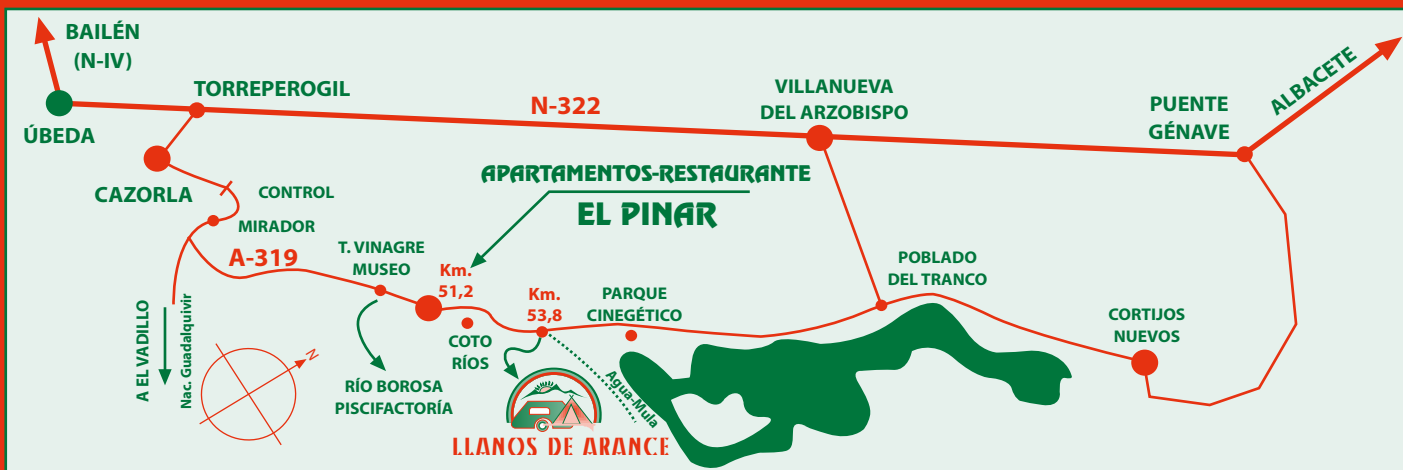 BAILÉN
(N-IV)
ÚBEDA
TORREPEROGIL
N-322
VILLANUEVA
DEL ARZOBISPO
PUENTE
GÉNAVE
ALBACETE
CAZORLA
CONTROL
MIRADOR
A-319
APARTAMENTOS-RESTAURANTE
EL PINAR
T. VINAGRE
MUSEO
Km.
51,2
Km.
53,8
PARQUE
CINEGÉTICO
POBLADO
DEL TRANCO
CORTIJOS
NUEVOS
COTO
RÍOS
A EL VADILLO
Nac. Guadalquivir
N
RÍO BOROSA
PISCIFACTORÍA
Agua-Mula
LLANOS DE ARANCE